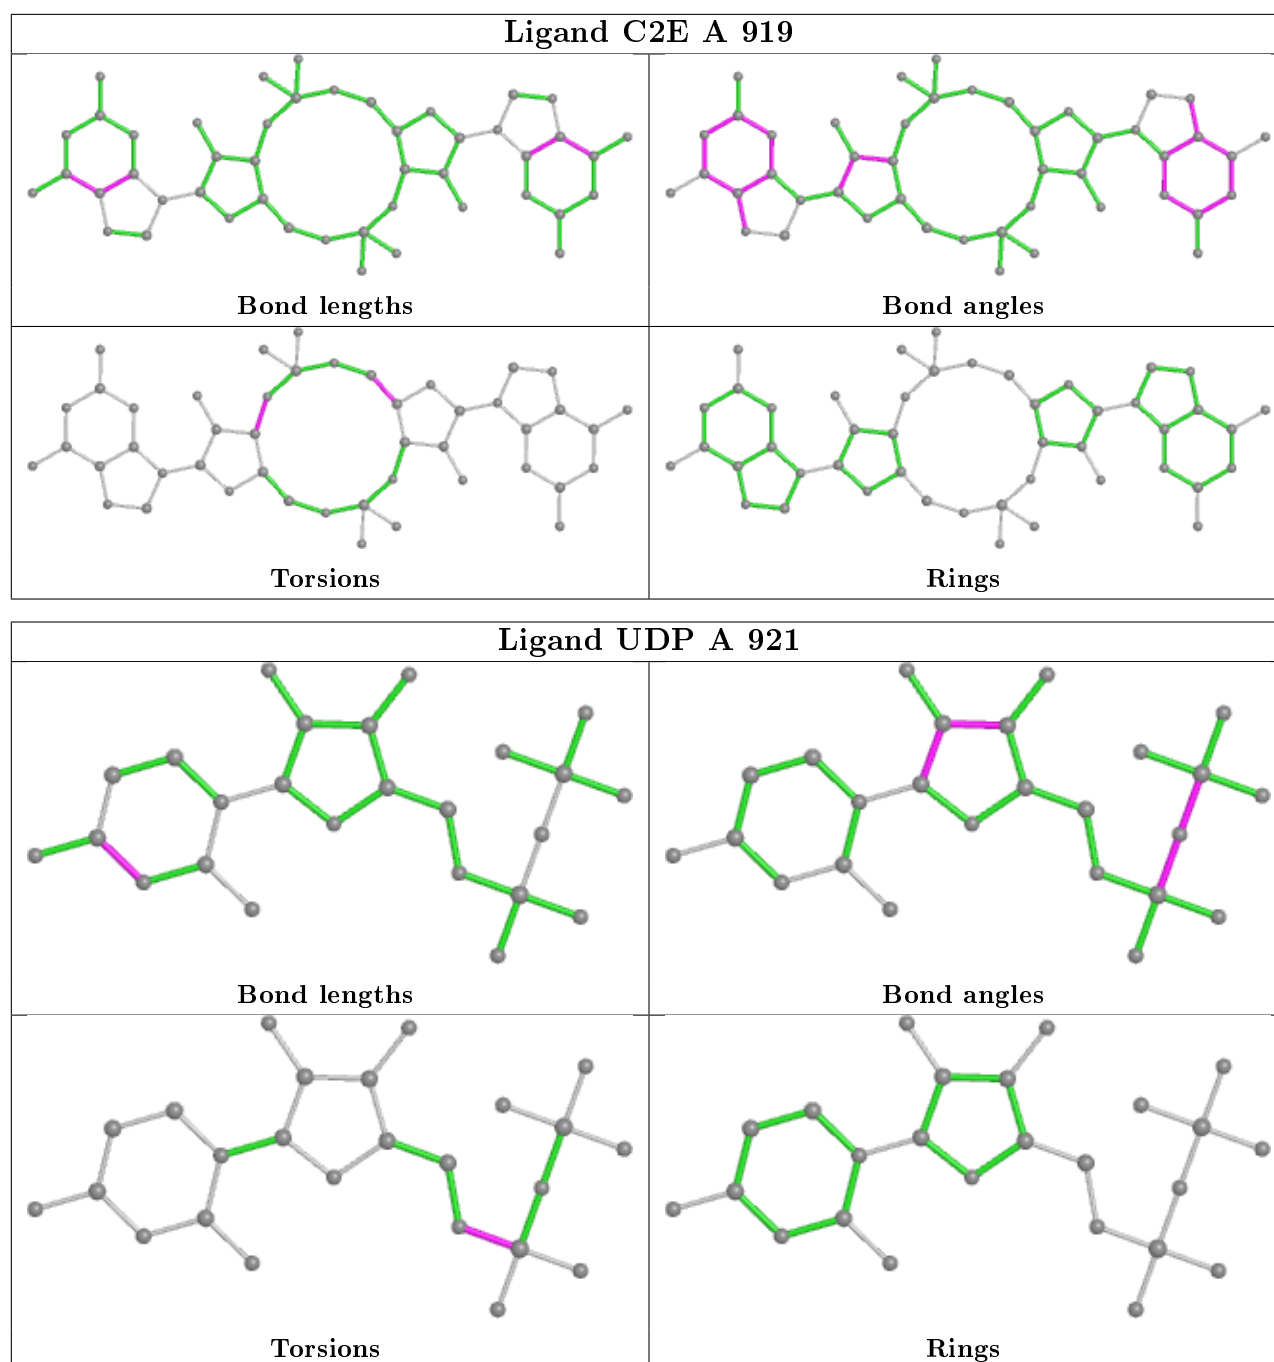 Ligand C2E A 919
Bond lengths
Bond angles
Torsions
Rings
Ligand UDP A 921
Bond lengths
Bond angles
Torsions
Rings